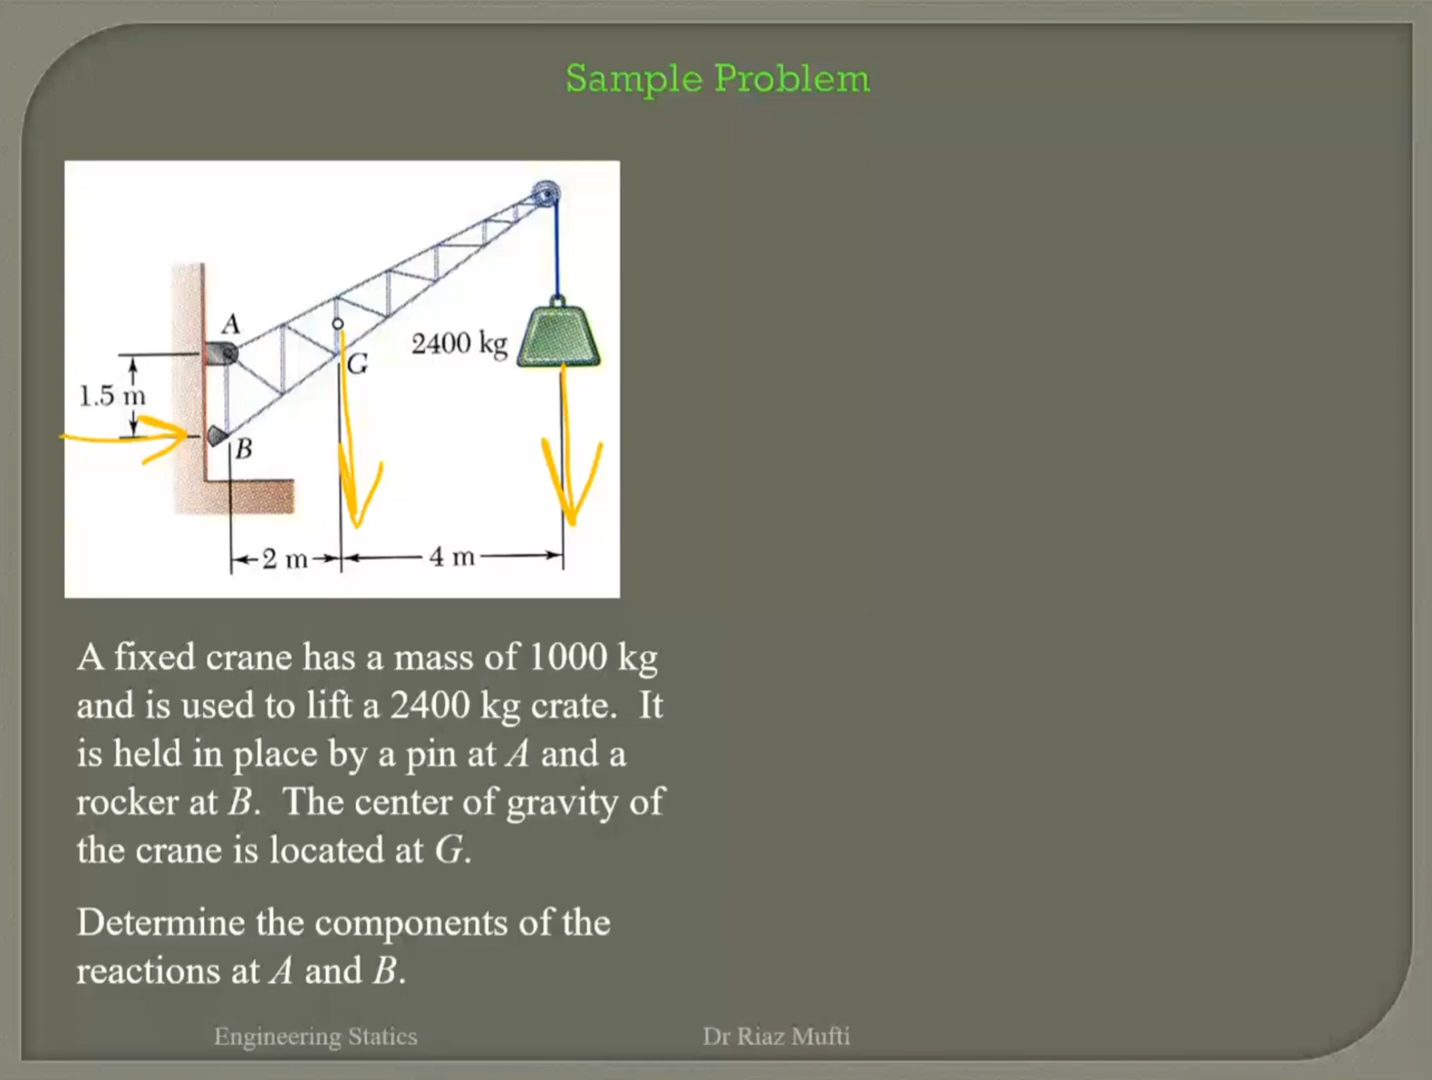 Sample Problem
A
2400 kg
G
1.5 m
B
2 m
4 m
A fixed crane has a mass of 1000 kg
and is used to lift a 2400 kg crate. It
is held in place by a pin at A and a
rocker at B. The center of gravity of
the crane is located at G.
Determine the components of the
reactions at A and B.
Engineering Statics
Dr Riaz Mufti